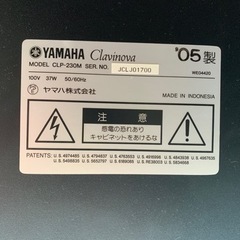 YAMAHA Clavinova '05製
MODEL CLP-230M SER. NO. JCLJ01700
100V 37W 50/60Hz WE04420
ヤマハ株式会社 MADE IN INDONESIA
注意
感電の恐れあり
キャビネットをあけるな